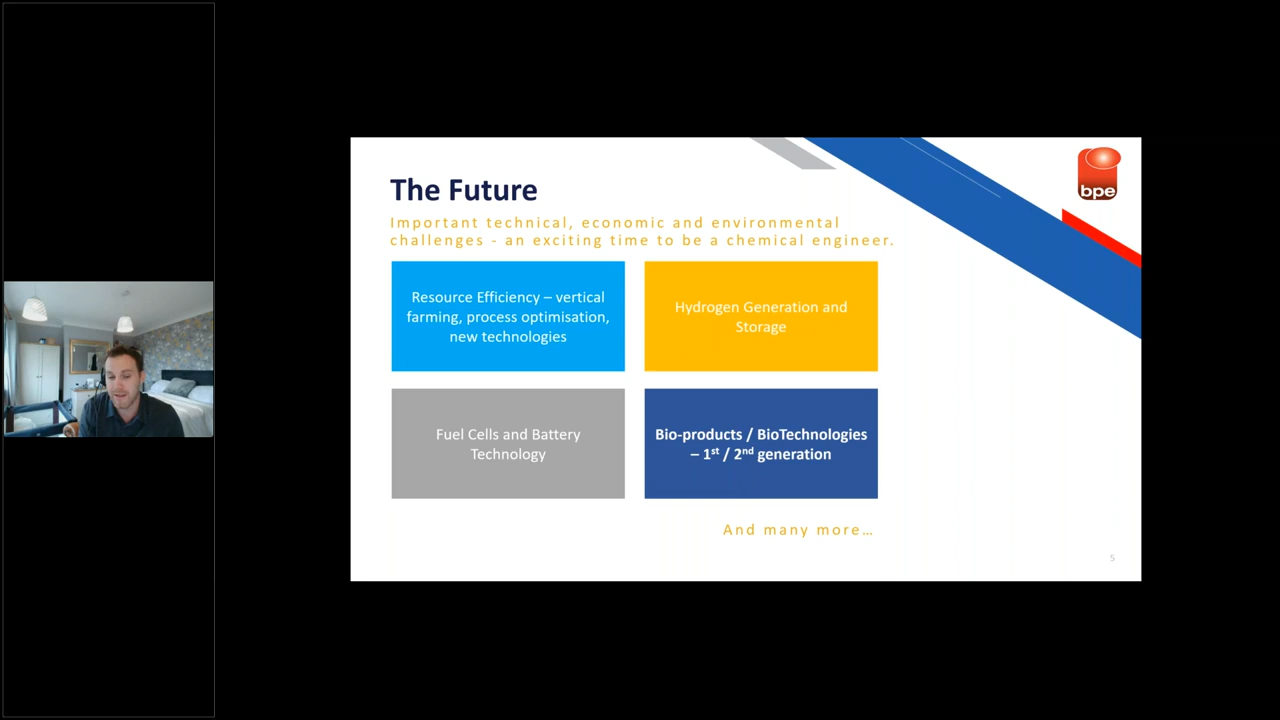 bpe
The Future
Important technical, economic and environmental
challenges - an exciting time to be a chemical engineer.
Resource Efficiency – vertical
farming, process optimisation,
new technologies
Hydrogen Generation and
Storage
Fuel Cells and Battery
Technology
Bio-products / BioTechnologies
– 1st / 2nd generation
And many more…
5